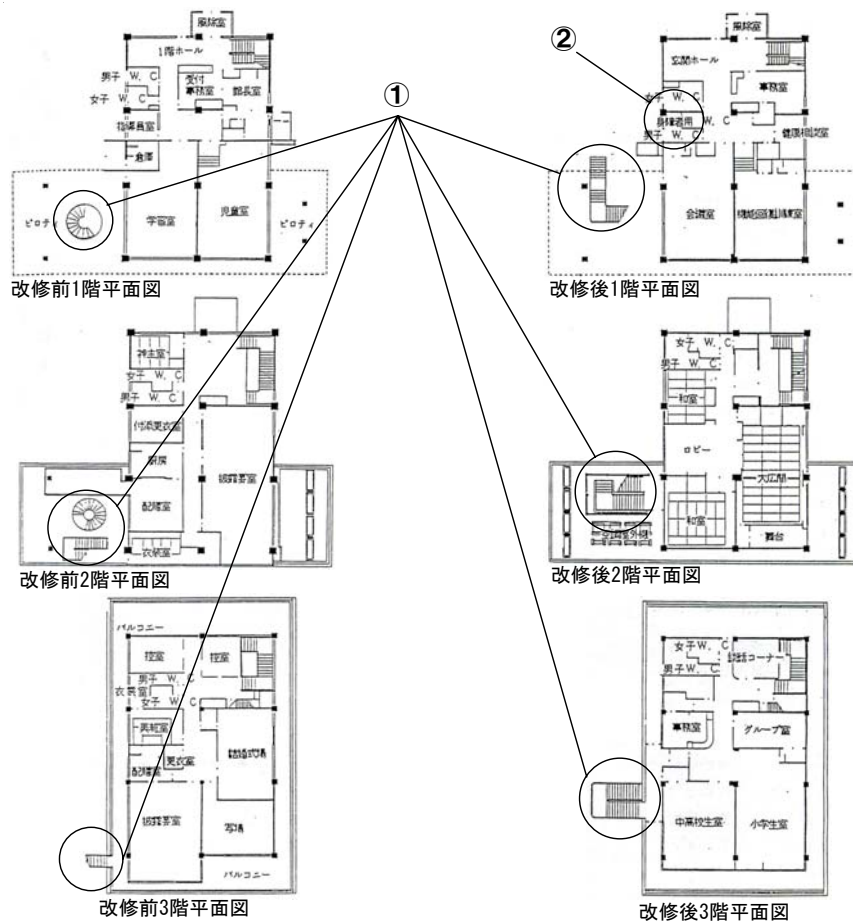 ①
②
風除室
1階ホール
男子 W.C
女子 W.C
受付
事務室
館長室
指導員室
倉庫
ピロティ
学習室
児童室
ピロティ
改修前1階平面図
風除室
玄関ホール
女子 W.C
身障者用 W.C
男子 W.C
事務室
健康相談室
会議室
機能回復訓練室
改修後1階平面図
神主室
女子 W.C
男子 W.C
付添更衣室
厨房
配膳室
衣裳室
披露宴室
改修前2階平面図
女子 W.C
男子 W.C
和室
ロビー
大広間
和室
舞台
空調室外機
改修後2階平面図
バルコニー
控室
控室
男子 W.C
衣裳室
女子 W.C
美粧室
更衣室
配膳室
結婚式場
披露宴室
写場
バルコニー
改修前3階平面図
女子W.C
男子W.C
コーナー
事務室
グループ室
中高校生室
小学生室
改修後3階平面図